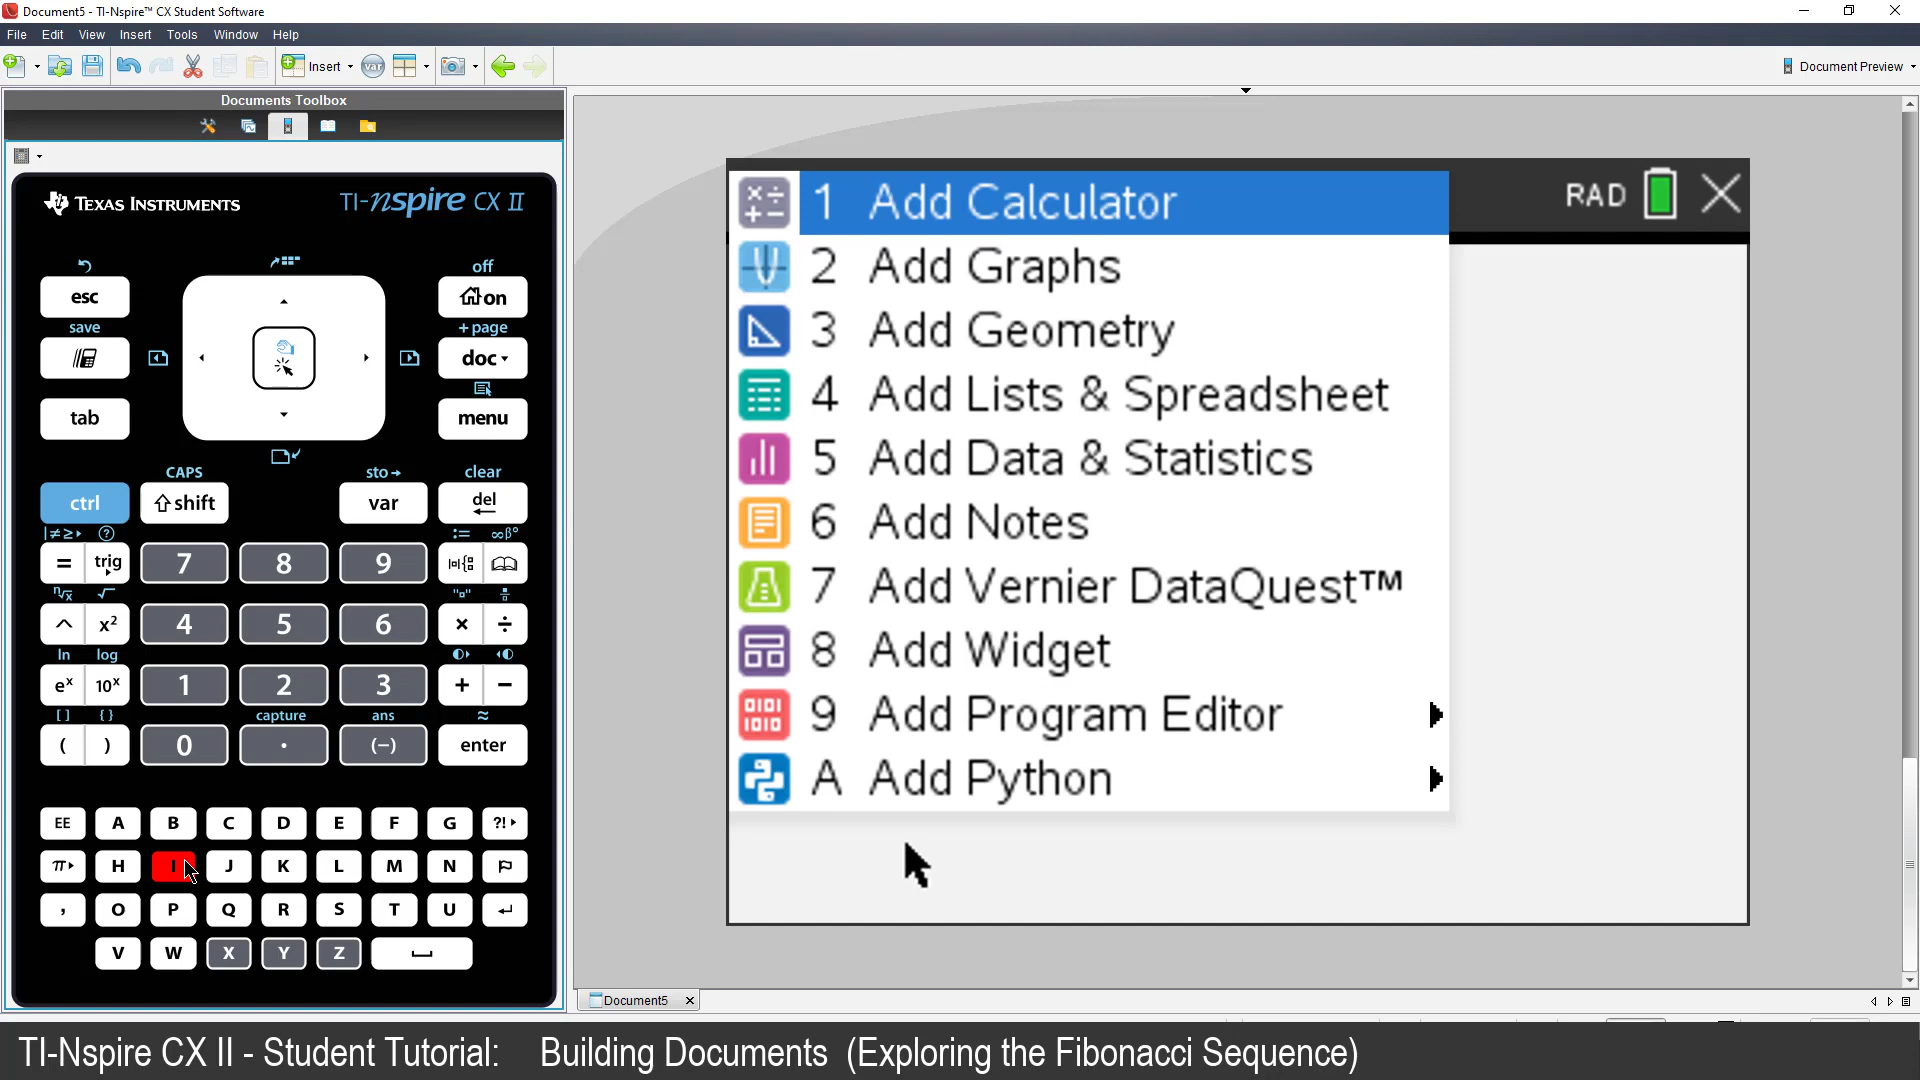 Document5 - TI-Nspire™ CX Student Software
File Edit View Insert Tools Window Help
Insert var Document Preview
Documents Toolbox
TEXAS INSTRUMENTS TI-nspire CX II
off
esc on
save + page
doc
tab menu
CAPS sto→ clear
ctrl shift var del
|≠≥▸ ? := ∞β°
= trig 7 8 9
ⁿ√x √
^ x² 4 5 6 × ÷
ln log
eˣ 10ˣ 1 2 3 + −
[ ] { } capture ans ≈
( ) 0 . (−) enter
EE A B C D E F G ?!▸
π▸ H I J K L M N
, O P Q R S T U ↵
V W X Y Z
RAD
1 Add Calculator
2 Add Graphs
3 Add Geometry
4 Add Lists & Spreadsheet
5 Add Data & Statistics
6 Add Notes
7 Add Vernier DataQuest™
8 Add Widget
9 Add Program Editor
A Add Python
Document5
TI-Nspire CX II - Student Tutorial: Building Documents (Exploring the Fibonacci Sequence)